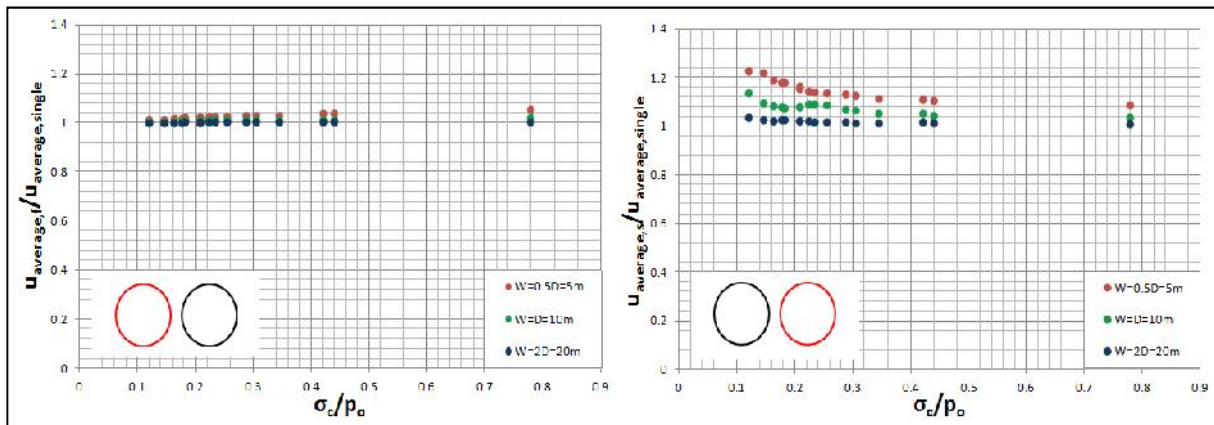 1.4
1.2
1
0.8
0.6
0.4
0.2
0
0 0.1 0.2 0.3 0.4 0.5 0.6 0.7 0.8 0.9
u average,f/u average,single
σc/po
W=0.5D=5m
W=D=10m
W=2D=20m
1.4
1.2
1
0.8
0.6
0.4
0.2
0
0 0.1 0.2 0.3 0.4 0.5 0.6 0.7 0.8 0.9
u average,s/u average,single
σc/po
W=0.5D=5m
W=D=10m
W=2D=20m